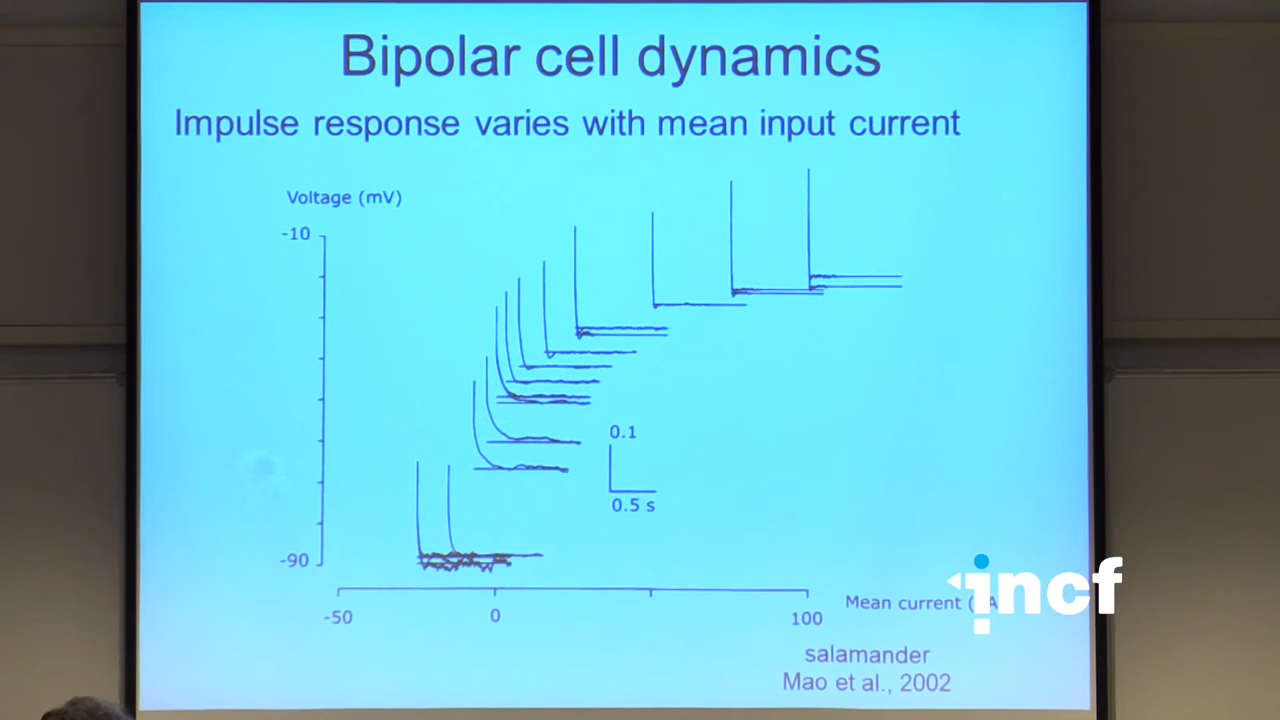 Bipolar cell dynamics
Impulse response varies with mean input current
Voltage (mV)
-10
0.1
0.5 s
-90
-50
0
100
Mean current (
incf
salamander
Mao et al., 2002